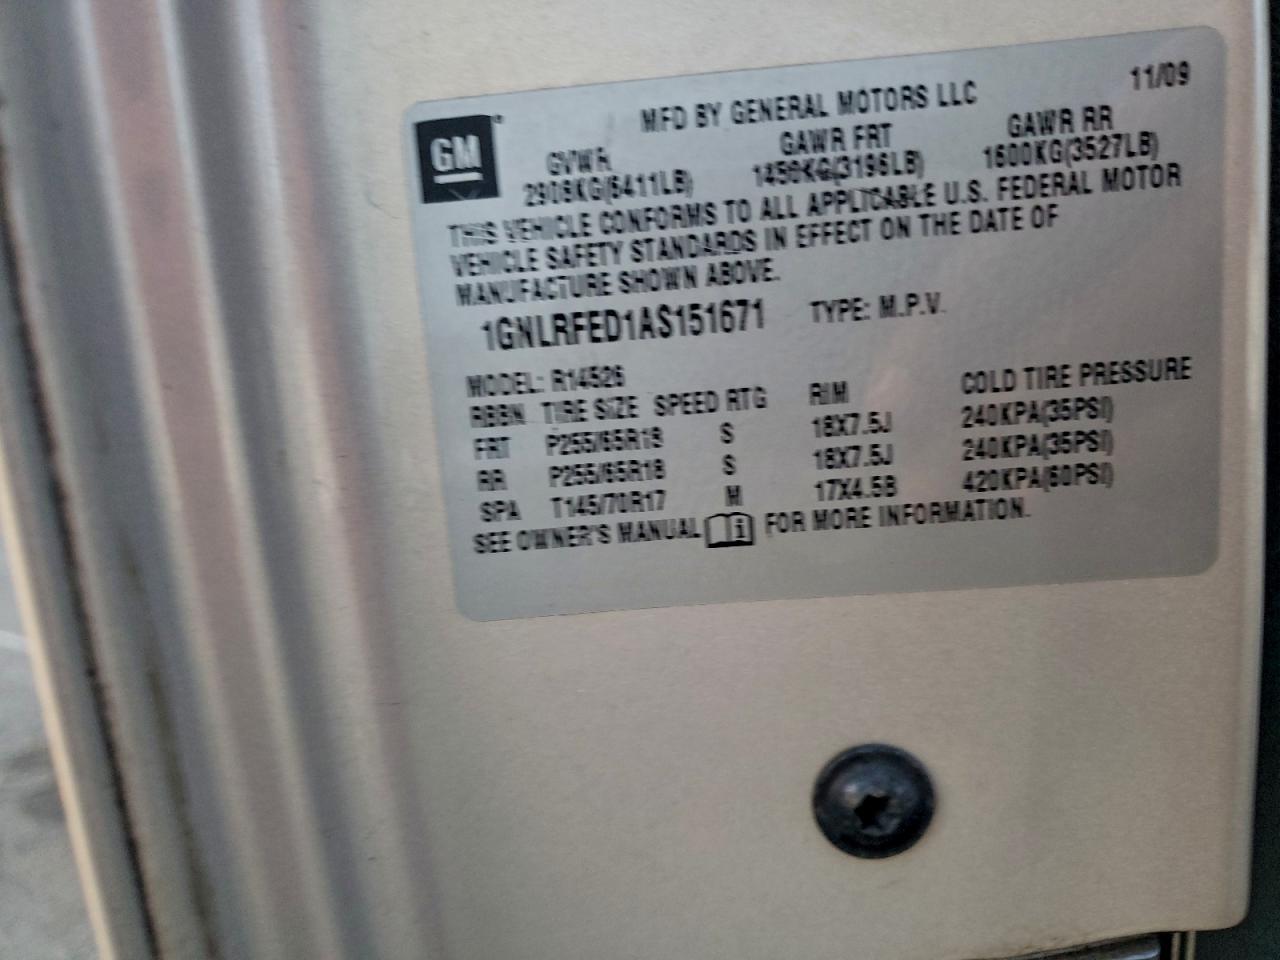 11/09
MFD BY GENERAL MOTORS LLC
GM
GVWR GAWR FRT GAWR RR
2908KG(6411LB) 1450KG(3196LB) 1600KG(3527LB)
THIS VEHICLE CONFORMS TO ALL APPLICABLE U.S. FEDERAL MOTOR
VEHICLE SAFETY STANDARDS IN EFFECT ON THE DATE OF
MANUFACTURE SHOWN ABOVE.
1GNLRFED1AS151671 TYPE: M.P.V.
MODEL: R14526
RBBN TIRE SIZE SPEED RTG RIM COLD TIRE PRESSURE
FRT P255/65R18 S 18X7.5J 240KPA(35PSI)
RR P255/65R18 S 18X7.5J 240KPA(35PSI)
SPA T145/70R17 M 17X4.5B 420KPA(60PSI)
SEE OWNER'S MANUAL FOR MORE INFORMATION.